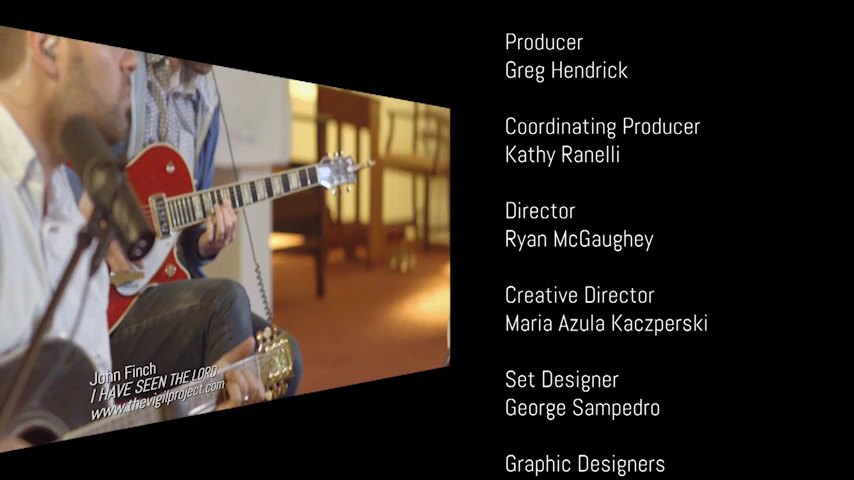 John Finch
I HAVE SEEN THE LORD
www.thevigilproject.com
Producer
Greg Hendrick
Coordinating Producer
Kathy Ranelli
Director
Ryan McGaughey
Creative Director
Maria Azula Kaczperski
Set Designer
George Sampedro
Graphic Designers